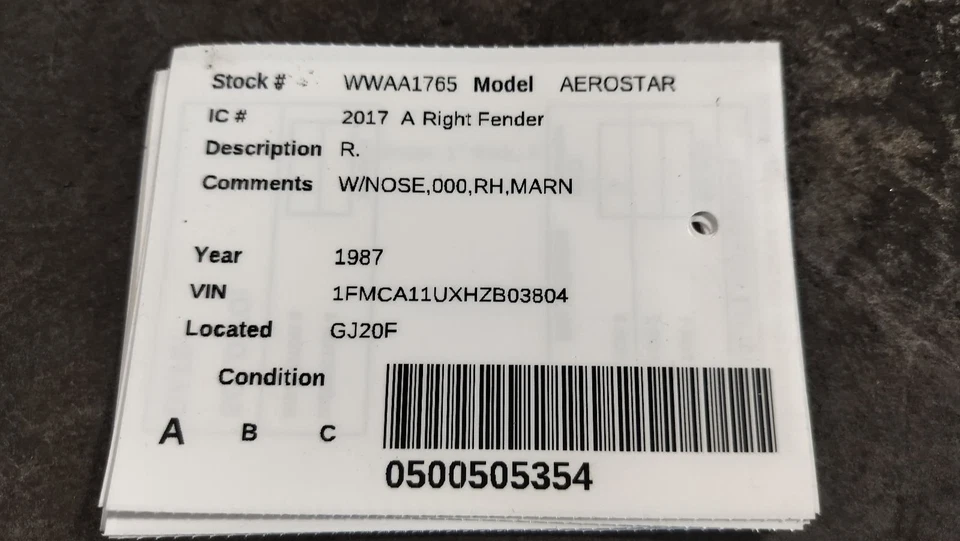 Stock # WWAA1765 Model AEROSTAR
IC # 2017 A Right Fender
Description R.
Comments W/NOSE,000,RH,MARN
Year 1987
VIN 1FMCA11UXHZB03804
Located GJ20F
Condition
A B C
0500505354